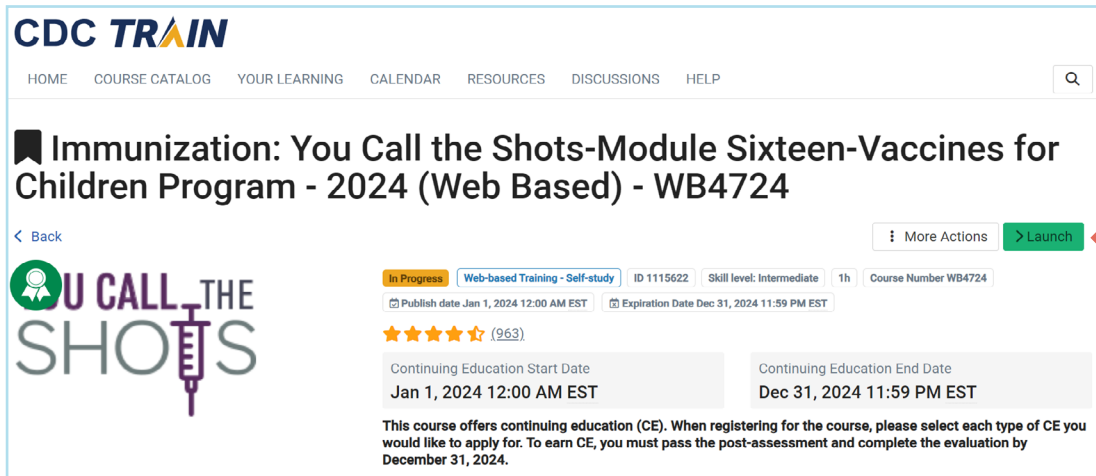 CDC TRAIN
HOME COURSE CATALOG YOUR LEARNING CALENDAR RESOURCES DISCUSSIONS HELP
Immunization: You Call the Shots-Module Sixteen-Vaccines for
Children Program - 2024 (Web Based) - WB4724
Back
More Actions Launch
YOU CALL THE
SHOTS
In Progress Web-based Training - Self-study ID 1115622 Skill level: Intermediate 1h Course Number WB4724
Publish date Jan 1, 2024 12:00 AM EST Expiration Date Dec 31, 2024 11:59 PM EST
(963)
Continuing Education Start Date
Jan 1, 2024 12:00 AM EST
Continuing Education End Date
Dec 31, 2024 11:59 PM EST
This course offers continuing education (CE). When registering for the course, please select each type of CE you
would like to apply for. To earn CE, you must pass the post-assessment and complete the evaluation by
December 31, 2024.